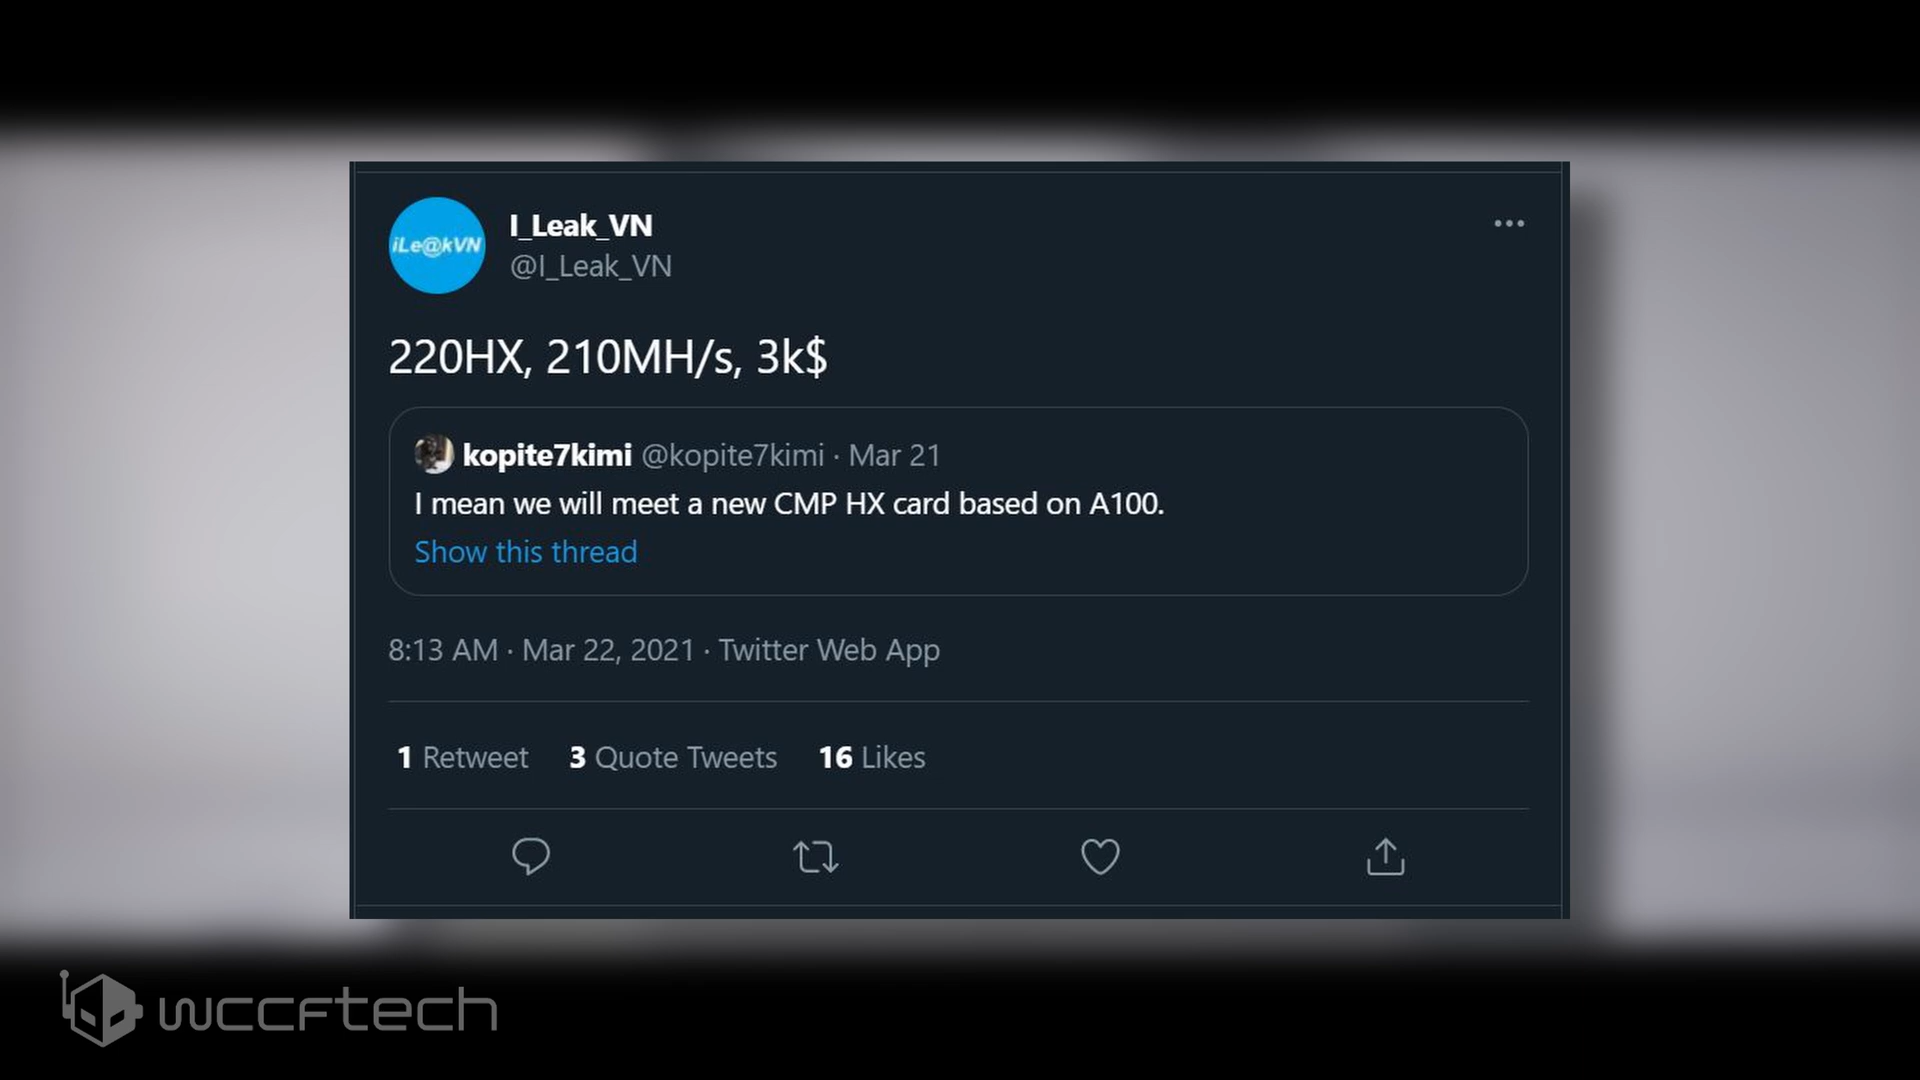 iLe@kVN
I_Leak_VN
@I_Leak_VN
220HX, 210MH/s, 3k$
kopite7kimi @kopite7kimi · Mar 21
I mean we will meet a new CMP HX card based on A100.
Show this thread
8:13 AM · Mar 22, 2021 · Twitter Web App
1 Retweet 3 Quote Tweets 16 Likes
wccftech